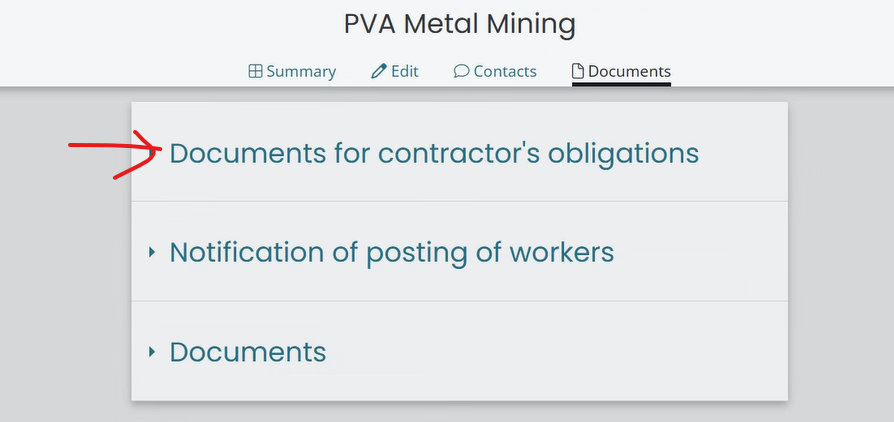 PVA Metal Mining
Summary Edit Contacts Documents
Documents for contractor's obligations
Notification of posting of workers
Documents